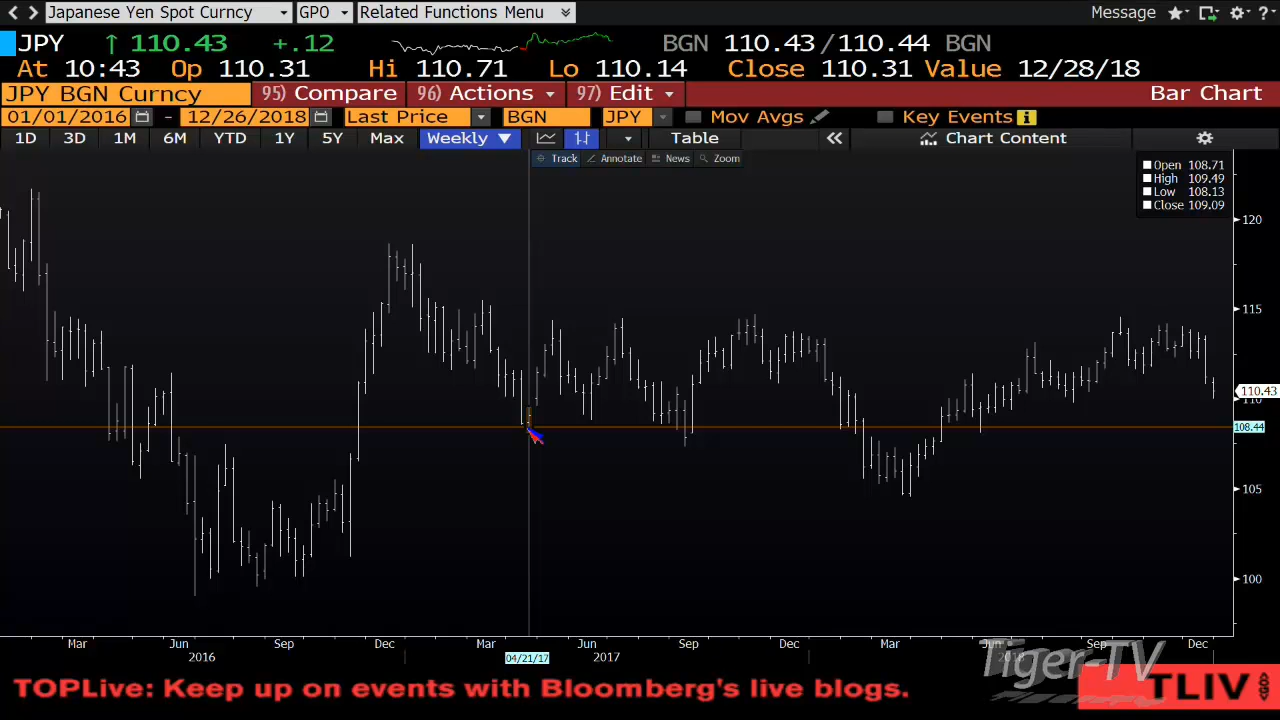 Japanese Yen Spot Curncy GPO Related Functions Menu Message ?
JPY ↑ 110.43 +.12 BGN 110.43/110.44 BGN
At 10:43 Op 110.31 Hi 110.71 Lo 110.14 Close 110.31 Value 12/28/18
JPY BGN Curncy 95) Compare 96) Actions 97) Edit Bar Chart
01/01/2016 - 12/26/2018 Last Price BGN JPY Mov Avgs Key Events i
1D 3D 1M 6M YTD 1Y 5Y Max Weekly ▼ Table « Chart Content
Track Annotate News Zoom
Open 108.71
High 109.49
Low 108.13
Close 109.09
120
115
110.43
110
108.44
105
100
Mar Jun Sep Dec Mar Jun Sep Dec Mar Jun Sep Dec
2016 04/21/17 2017 2018
Tiger-TV
TOPLive: Keep up on events with Bloomberg's live blogs.
TLIV